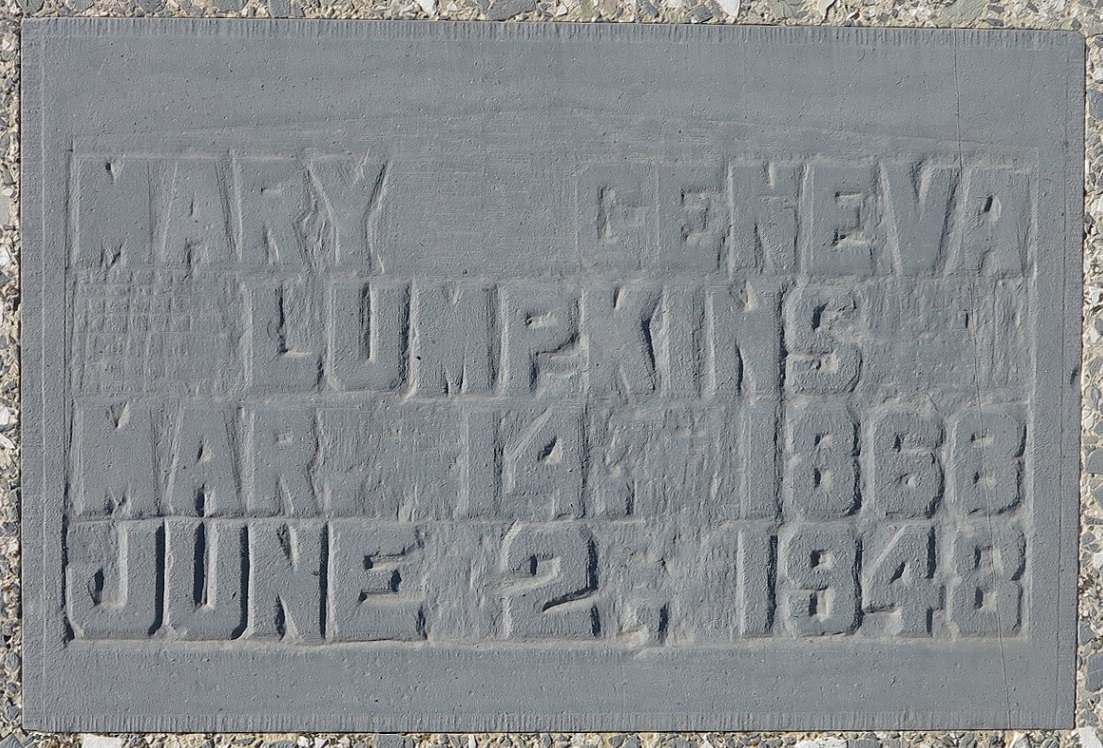 MARY GENEVA
LUMPKINS
MAR 14, 1868
JUNE 2, 1948